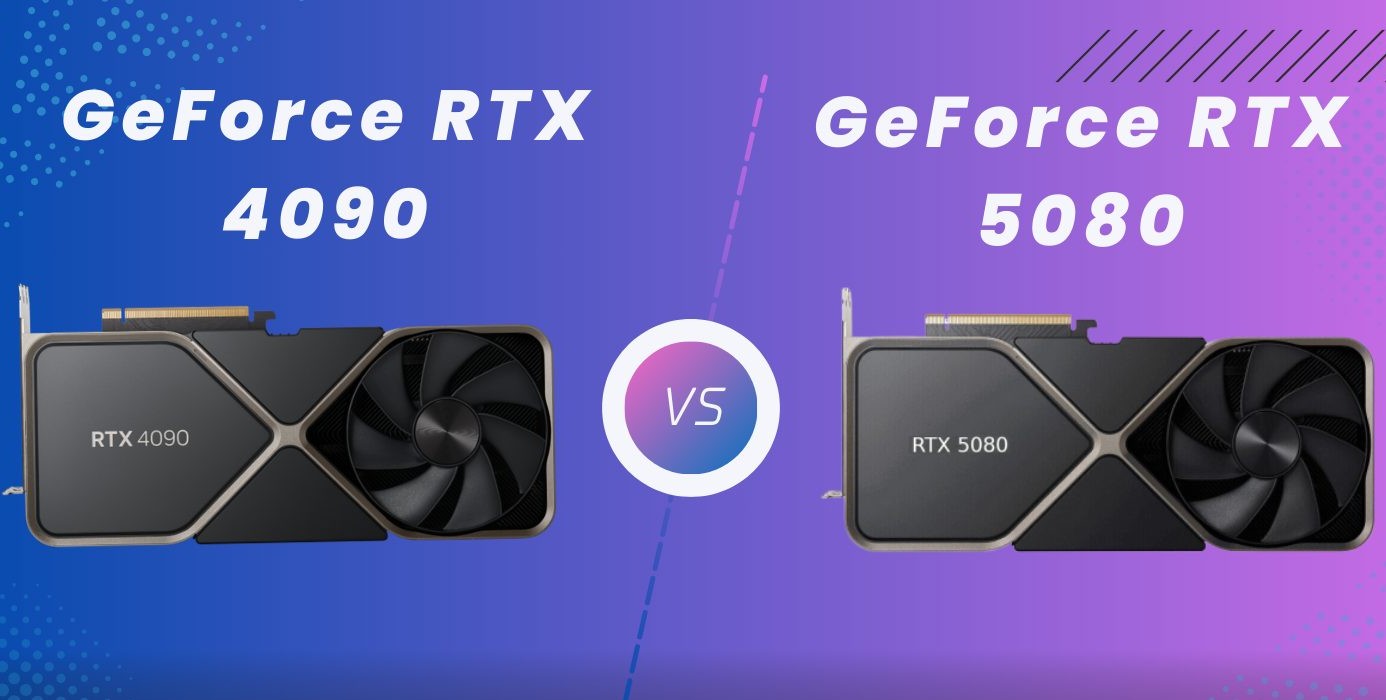 GeForce RTX
4090
GeForce RTX
5080
RTX 4090
VS
RTX 5080